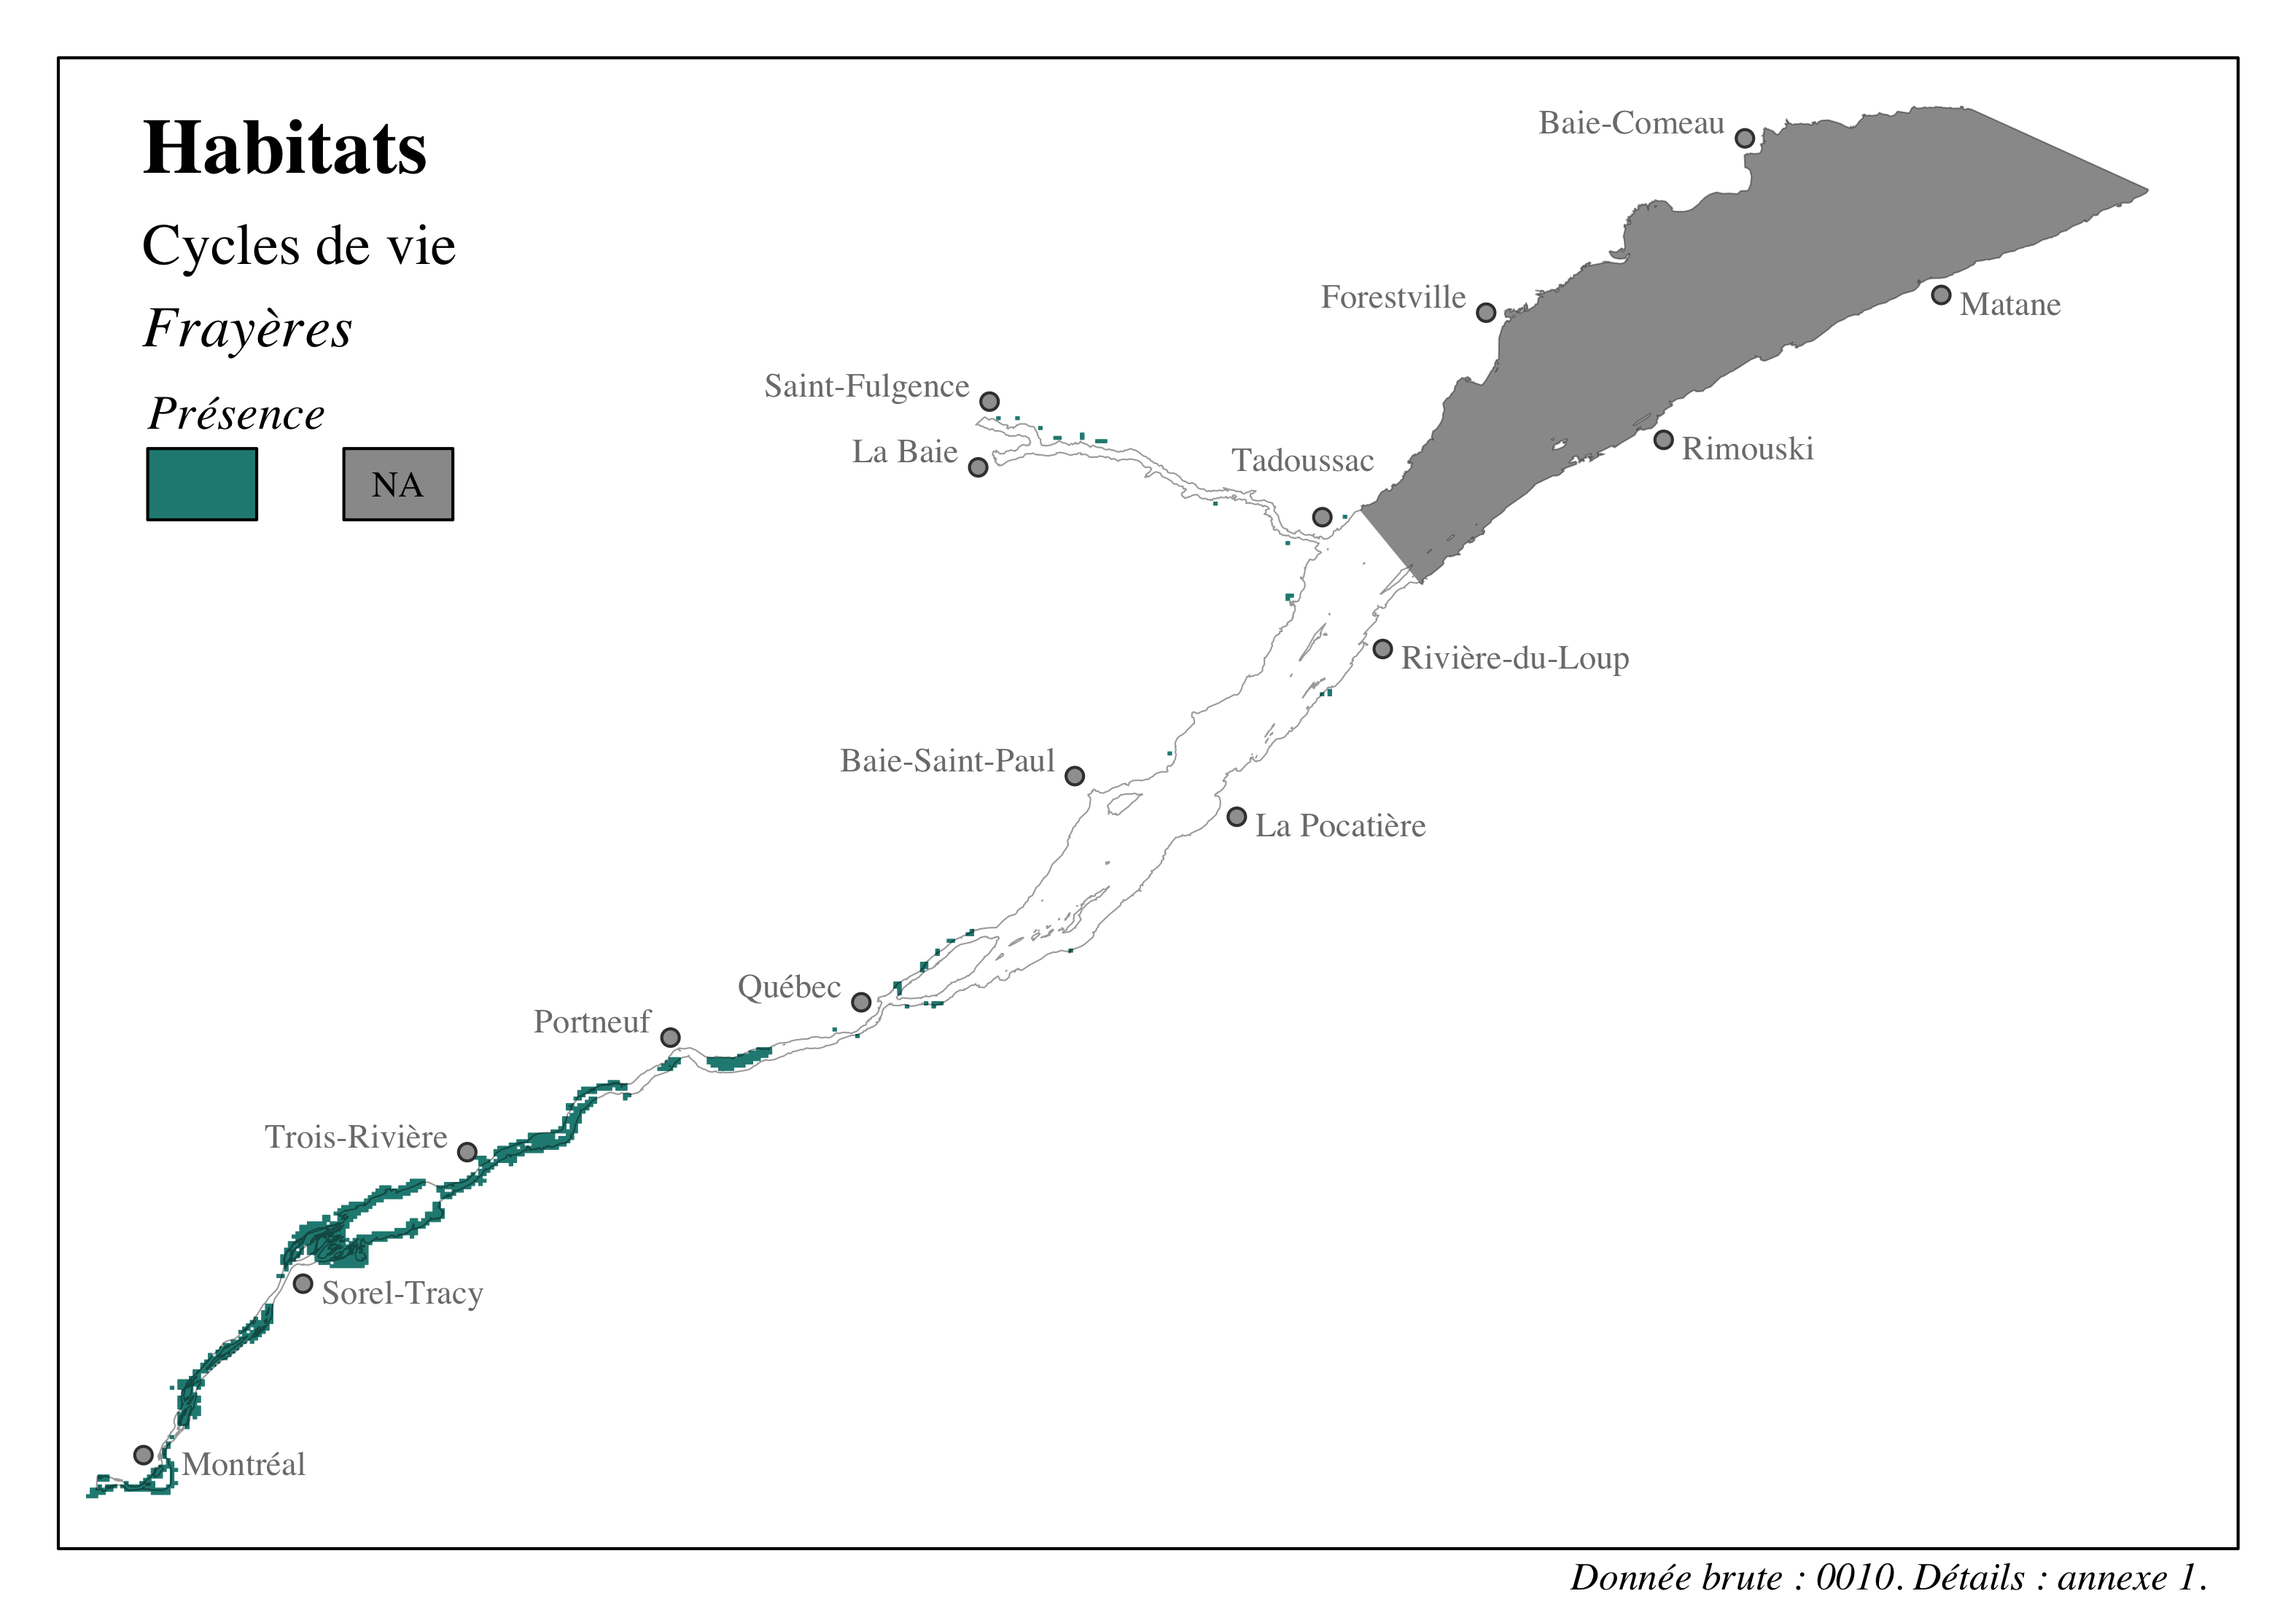 Habitats
Cycles de vie
Frayères
Présence
NA
Baie-Comeau
Forestville
Matane
Saint-Fulgence
La Baie
Tadoussac
Rimouski
Rivière-du-Loup
Baie-Saint-Paul
La Pocatière
Québec
Portneuf
Trois-Rivière
Sorel-Tracy
Montréal
Donnée brute : 0010. Détails : annexe 1.